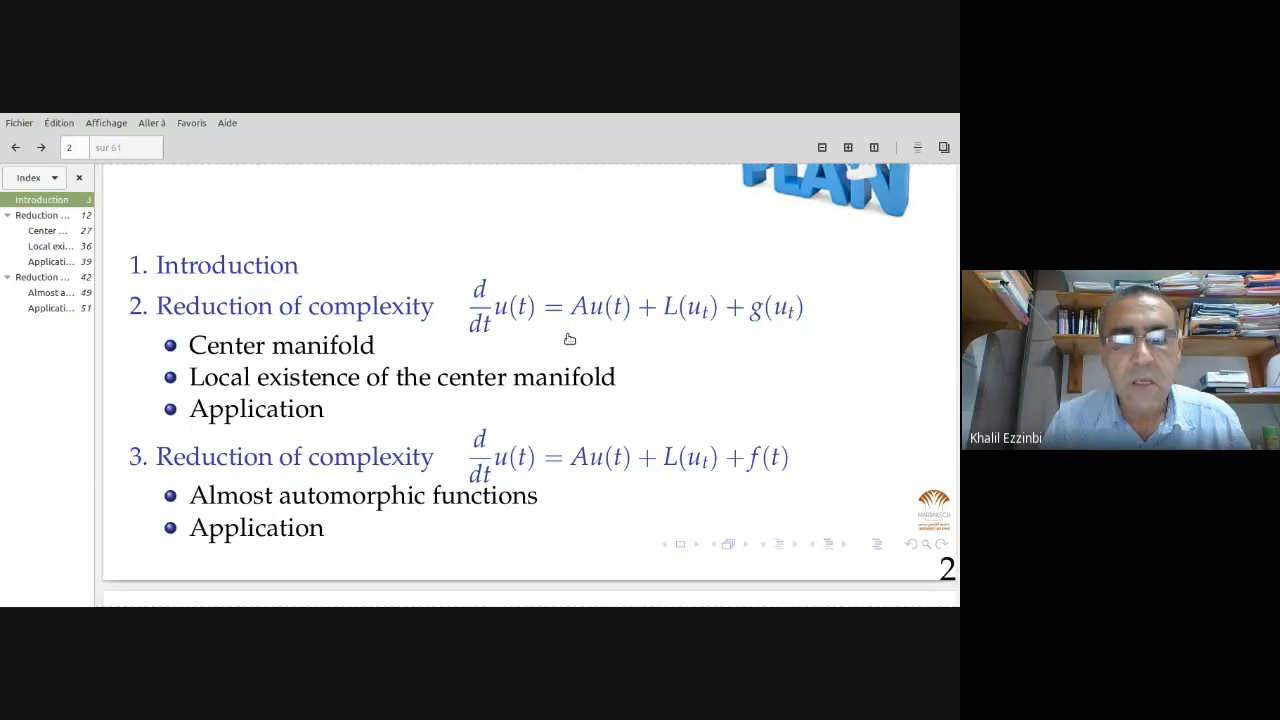 Fichier Édition Affichage Aller à Favoris Aide
2 sur 61
Index
Introduction 3
Reduction ... 12
Center ... 27
Local exi... 36
Applicati... 39
Reduction ... 42
Almost a... 49
Applicati... 51
PLAN
1. Introduction
2. Reduction of complexity d/dt u(t) = Au(t) + L(u_t) + g(u_t)
Center manifold
Local existence of the center manifold
Application
3. Reduction of complexity d/dt u(t) = Au(t) + L(u_t) + f(t)
Almost automorphic functions
Application
MARRAKECH
2
Khalil Ezzinbi